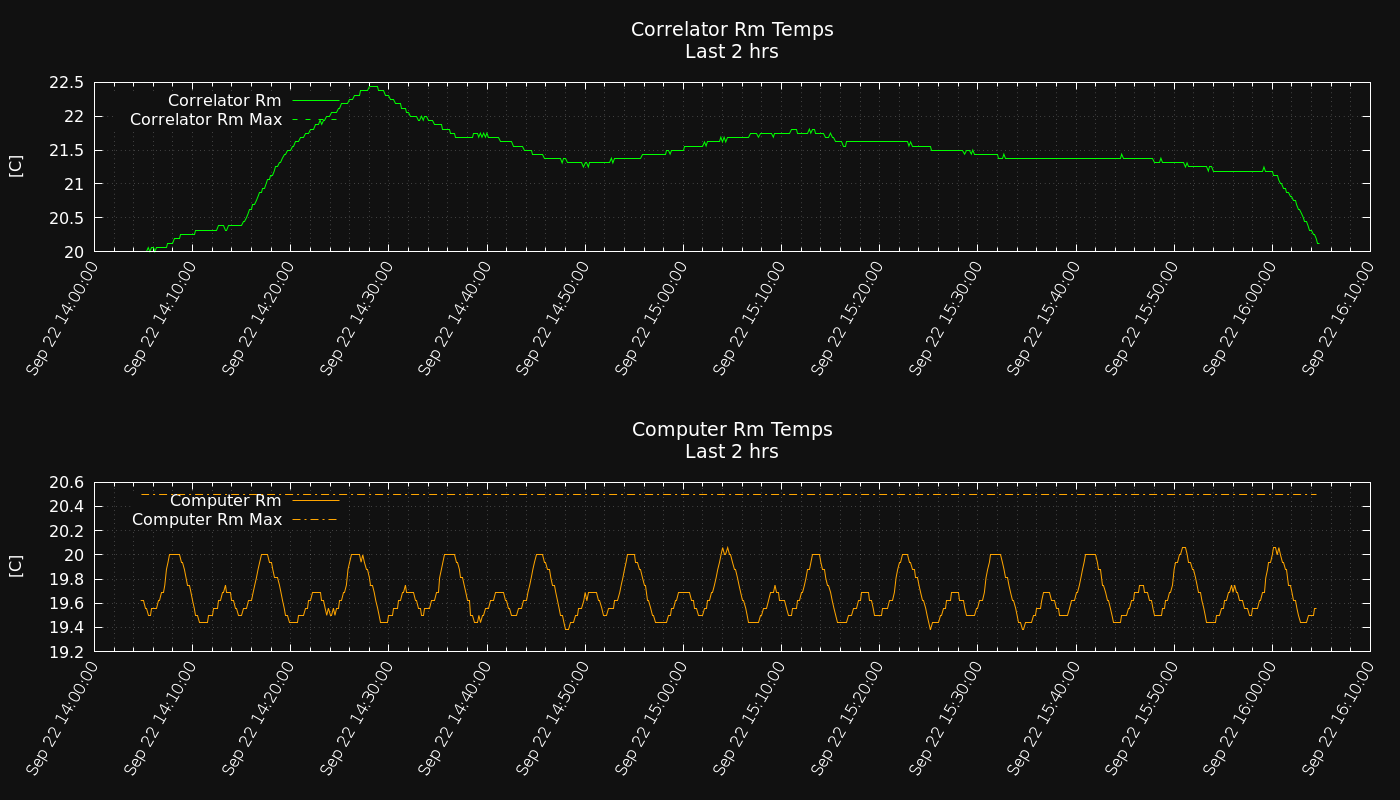 Correlator Rm Temps
Last 2 hrs
22.5
22
21.5
21
20.5
20
[C]
Correlator Rm
Correlator Rm Max
Sep 22 14:00:00
Sep 22 14:10:00
Sep 22 14:20:00
Sep 22 14:30:00
Sep 22 14:40:00
Sep 22 14:50:00
Sep 22 15:00:00
Sep 22 15:10:00
Sep 22 15:20:00
Sep 22 15:30:00
Sep 22 15:40:00
Sep 22 15:50:00
Sep 22 16:00:00
Sep 22 16:10:00
Computer Rm Temps
Last 2 hrs
20.6
20.4
20.2
20
19.8
19.6
19.4
19.2
[C]
Computer Rm
Computer Rm Max
Sep 22 14:00:00
Sep 22 14:10:00
Sep 22 14:20:00
Sep 22 14:30:00
Sep 22 14:40:00
Sep 22 14:50:00
Sep 22 15:00:00
Sep 22 15:10:00
Sep 22 15:20:00
Sep 22 15:30:00
Sep 22 15:40:00
Sep 22 15:50:00
Sep 22 16:00:00
Sep 22 16:10:00